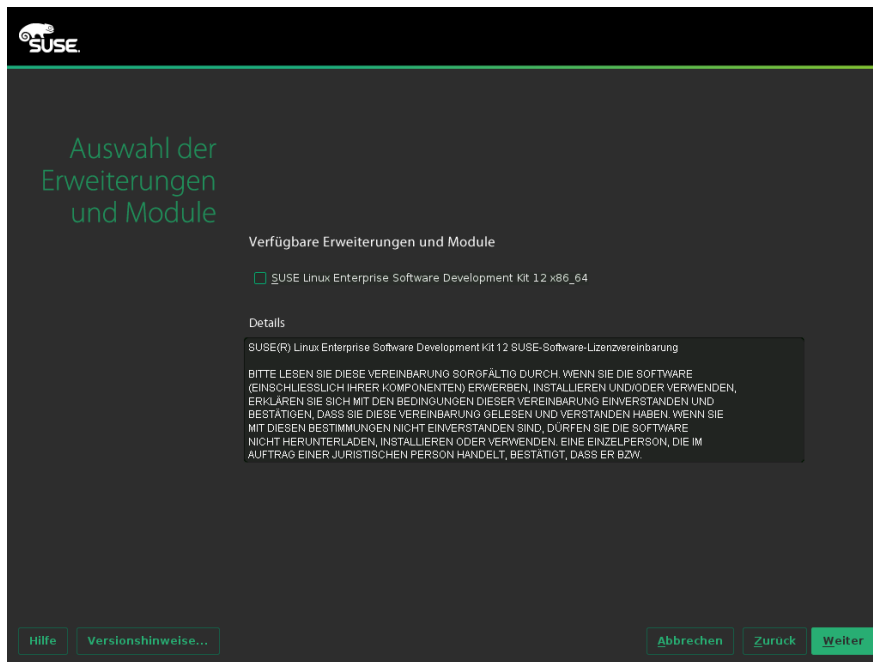 SUSE.
Auswahl der
Erweiterungen
und Module
Verfügbare Erweiterungen und Module
SUSE Linux Enterprise Software Development Kit 12 x86_64
Details
SUSE(R) Linux Enterprise Software Development Kit 12 SUSE-Software-Lizenzvereinbarung
BITTE LESEN SIE DIESE VEREINBARUNG SORGFÄLTIG DURCH. WENN SIE DIE SOFTWARE
(EINSCHLIESSLICH IHRER KOMPONENTEN) ERWERBEN, INSTALLIEREN UND/ODER VERWENDEN,
ERKLÄREN SIE SICH MIT DEN BEDINGUNGEN DIESER VEREINBARUNG EINVERSTANDEN UND
BESTÄTIGEN, DASS SIE DIESE VEREINBARUNG GELESEN UND VERSTANDEN HABEN. WENN SIE
MIT DIESEN BESTIMMUNGEN NICHT EINVERSTANDEN SIND, DÜRFEN SIE DIE SOFTWARE
NICHT HERUNTERLADEN, INSTALLIEREN ODER VERWENDEN. EINE EINZELPERSON, DIE IM
AUFTRAG EINER JURISTISCHEN PERSON HANDELT, BESTÄTIGT, DASS ER BZW.
Hilfe
Versionshinweise...
Abbrechen
Zurück
Weiter